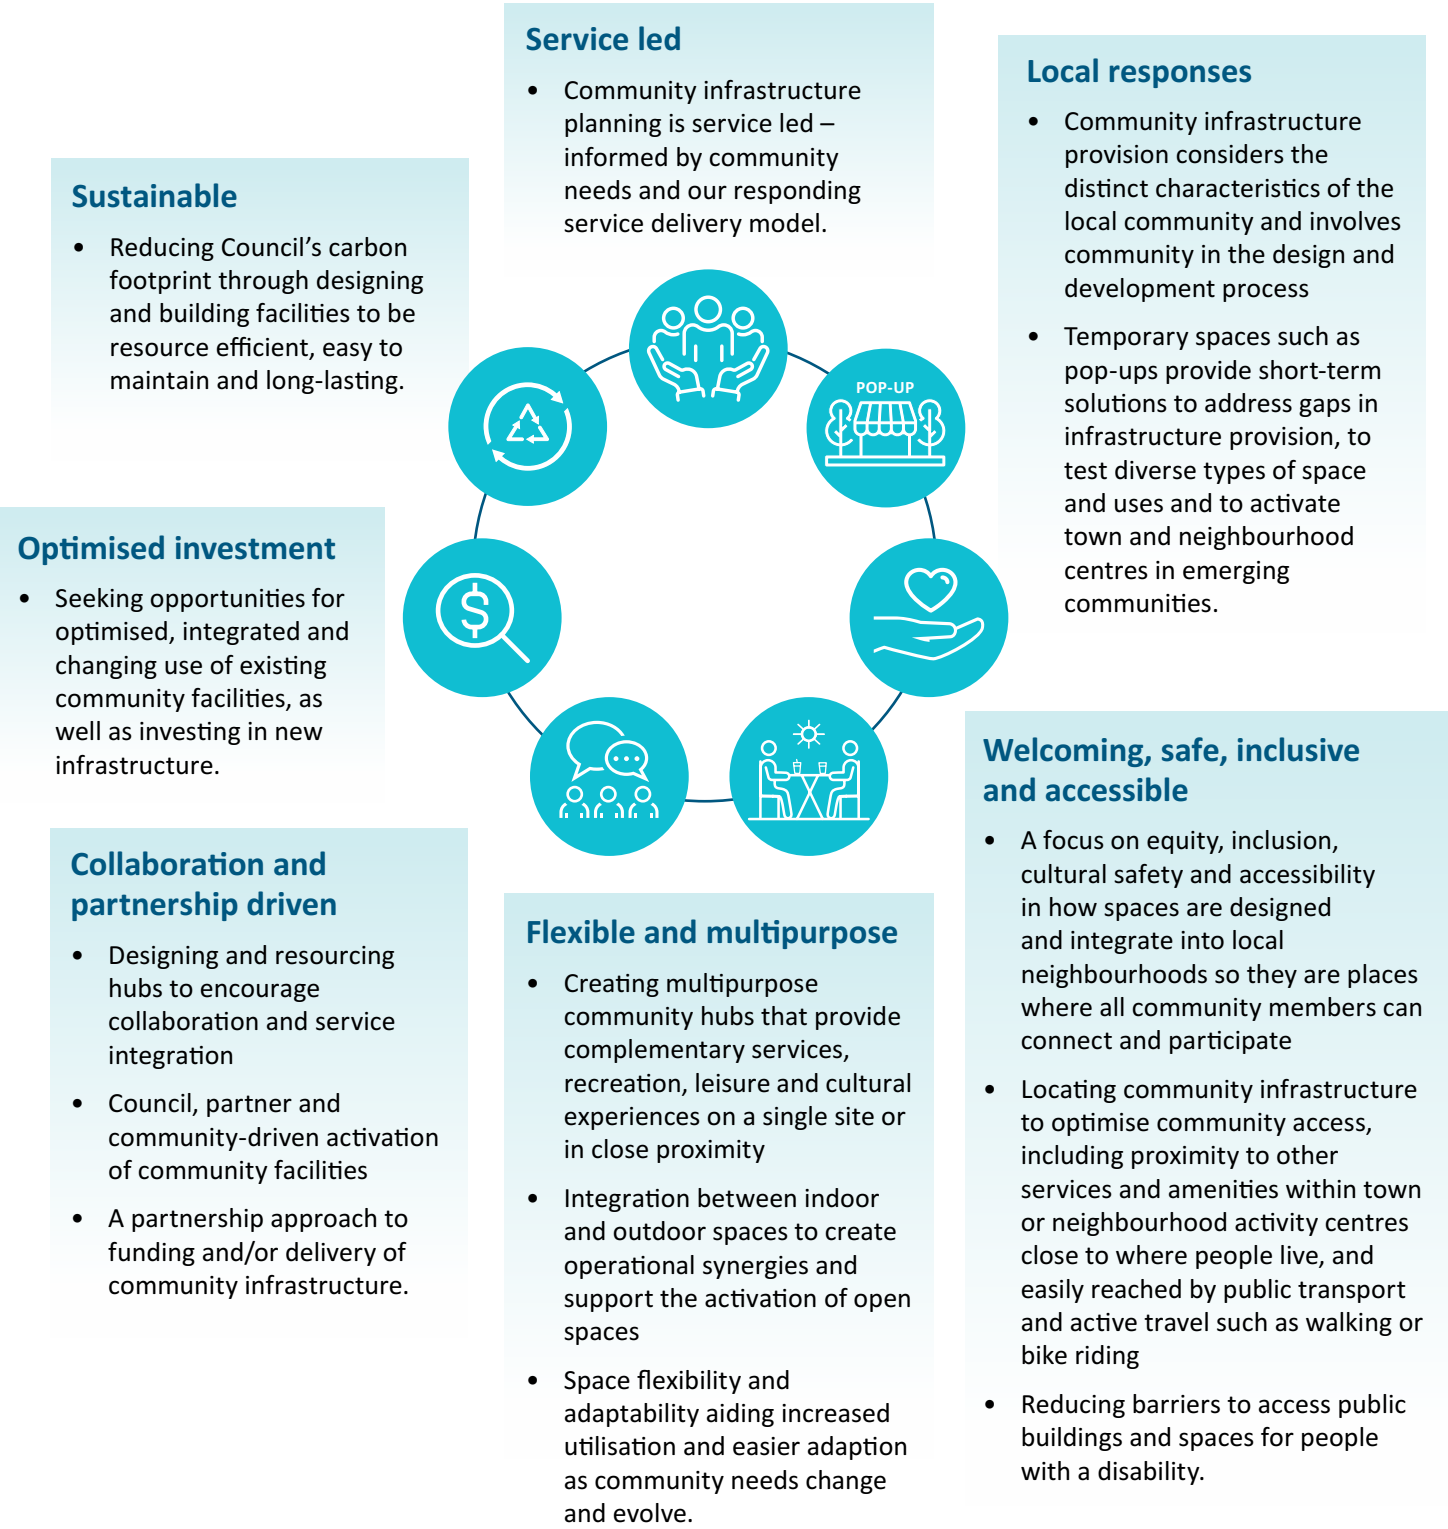 Service led
• Community infrastructure
planning is service led –
informed by community
needs and our responding
service delivery model.
Local responses
• Community infrastructure
provision considers the
distinct characteristics of the
local community and involves
community in the design and
development process
• Temporary spaces such as
pop-ups provide short-term
solutions to address gaps in
infrastructure provision, to
test diverse types of space
and uses and to activate
town and neighbourhood
centres in emerging
communities.
Sustainable
• Reducing Council’s carbon
footprint through designing
and building facilities to be
resource efficient, easy to
maintain and long-lasting.
POP-UP
Optimised investment
• Seeking opportunities for
optimised, integrated and
changing use of existing
community facilities, as
well as investing in new
infrastructure.
$
Welcoming, safe, inclusive
and accessible
• A focus on equity, inclusion,
cultural safety and accessibility
in how spaces are designed
and integrate into local
neighbourhoods so they are places
where all community members can
connect and participate
• Locating community infrastructure
to optimise community access,
including proximity to other
services and amenities within town
or neighbourhood activity centres
close to where people live, and
easily reached by public transport
and active travel such as walking or
bike riding
• Reducing barriers to access public
buildings and spaces for people
with a disability.
Collaboration and
partnership driven
• Designing and resourcing
hubs to encourage
collaboration and service
integration
• Council, partner and
community-driven activation
of community facilities
• A partnership approach to
funding and/or delivery of
community infrastructure.
Flexible and multipurpose
• Creating multipurpose
community hubs that provide
complementary services,
recreation, leisure and cultural
experiences on a single site or
in close proximity
• Integration between indoor
and outdoor spaces to create
operational synergies and
support the activation of open
spaces
• Space flexibility and
adaptability aiding increased
utilisation and easier adaption
as community needs change
and evolve.